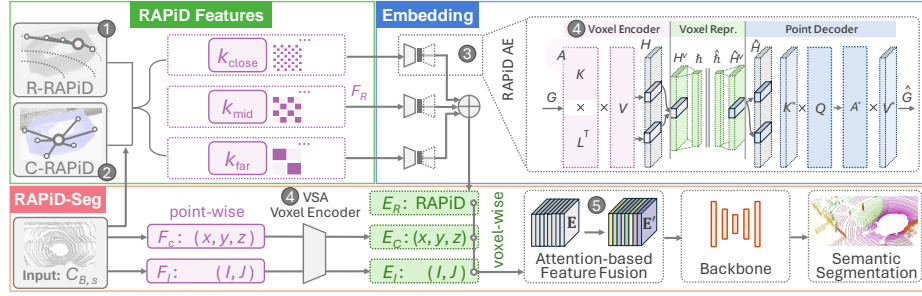 RAPiD Features
Embedding
1
R-RAPiD
C-RAPiD
2
k_close
...
k_mid
...
k_far
...
F_R
3
RAPiD AE
4 Voxel Encoder
Voxel Repr.
Point Decoder
A
K
×
L^T
G
×
V
H
H^v
ħ
Ĥ^v
Ĥ
K'
×
Q
A'
×
V'
Ĝ
RAPiD-Seg
Input: C_{B,s}
point-wise
F_C: (x, y, z)
F_I: (I, J)
4 VSA
Voxel Encoder
E_R: RAPiD
E_C: (x, y, z)
E_I: (I, J)
voxel-wise
E
5
E'
Attention-based
Feature Fusion
Backbone
Semantic
Segmentation